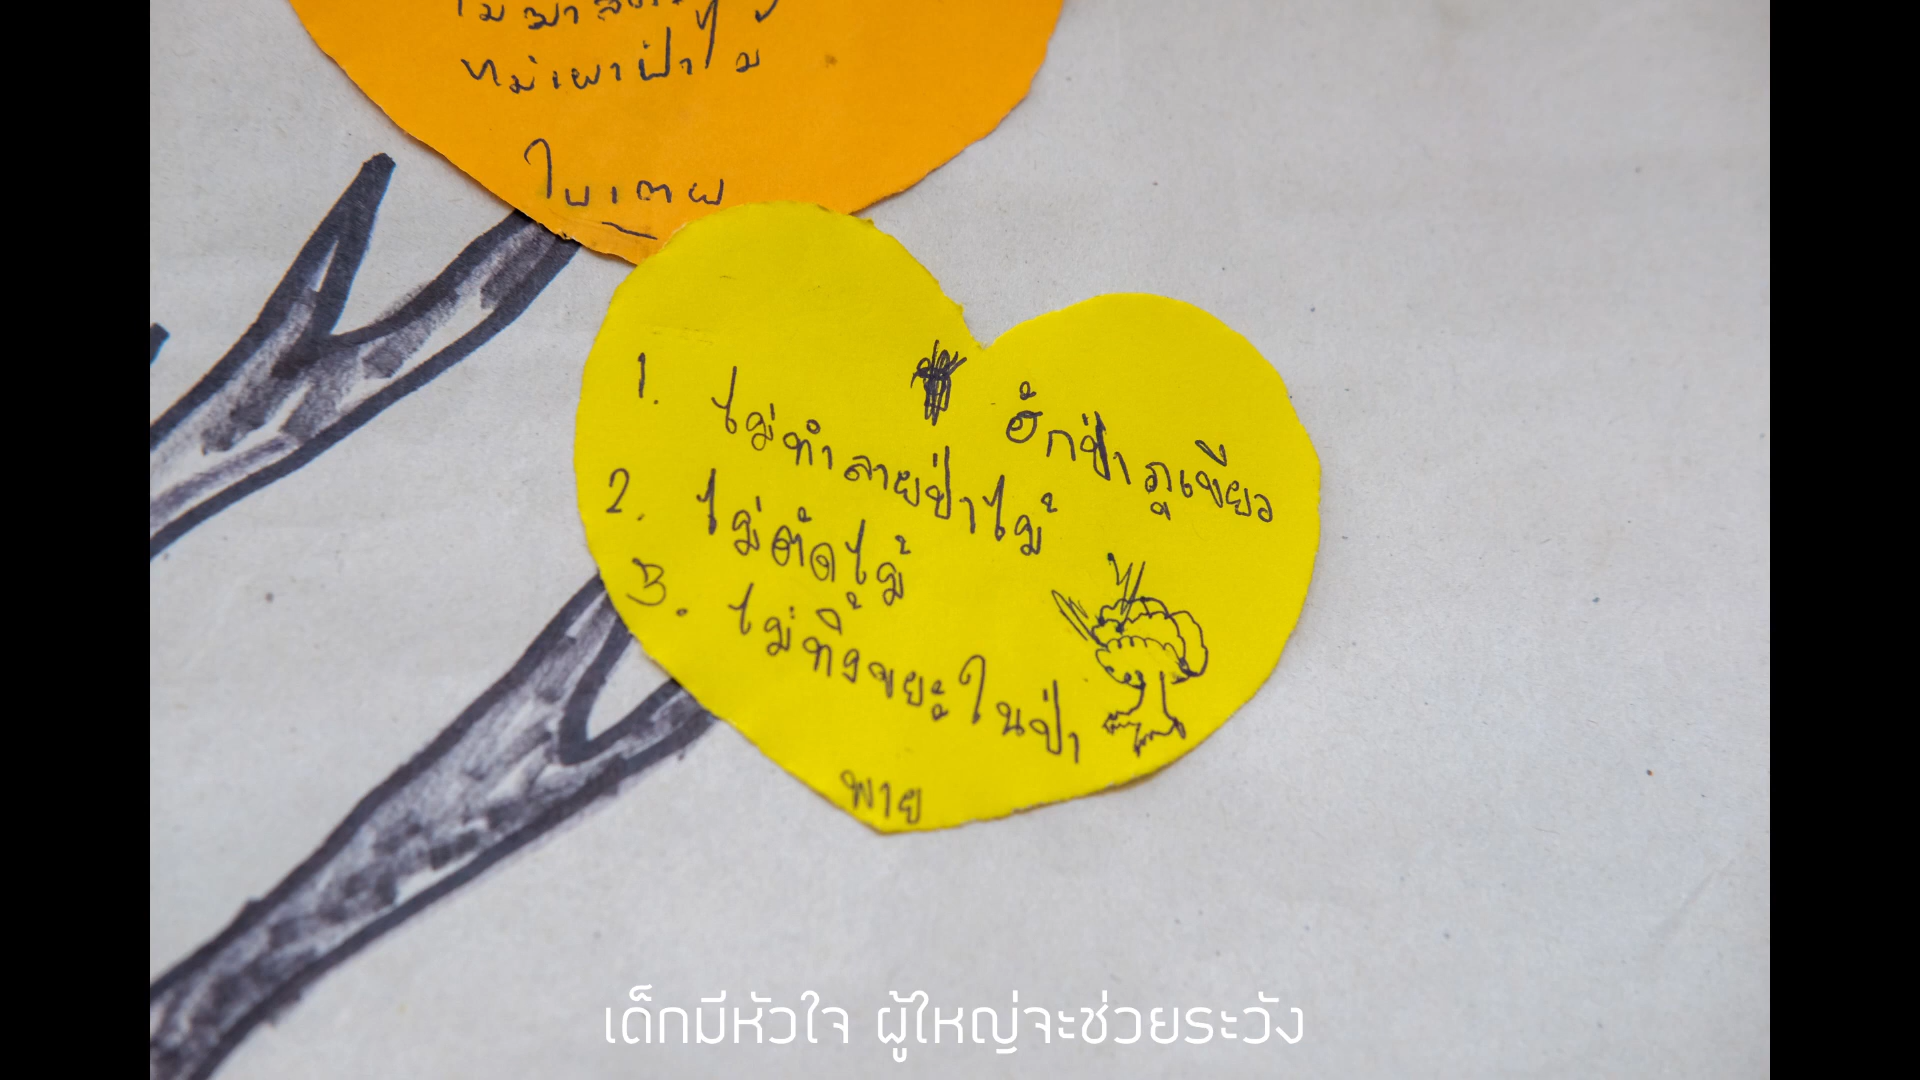 ไม่เผาป่าไม้
ใบเตย
ฮักป่าภูเขียว
1. ไม่ทำลายป่าไม้
2. ไม่ตัดไม้
3. ไม่ทิ้งขยะในป่า
พาย
เด็กมีหัวใจ ผู้ใหญ่จะช่วยระวัง